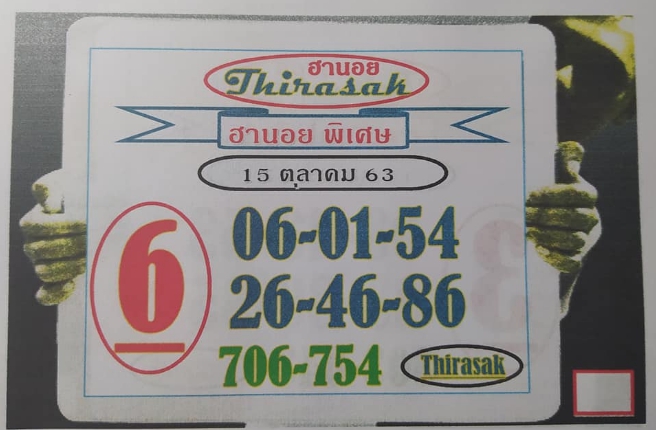 ฮานอย
Thirasak
ฮานอย พิเศษ
15 ตุลาคม 63
6
06-01-54
26-46-86
706-754
Thirasak